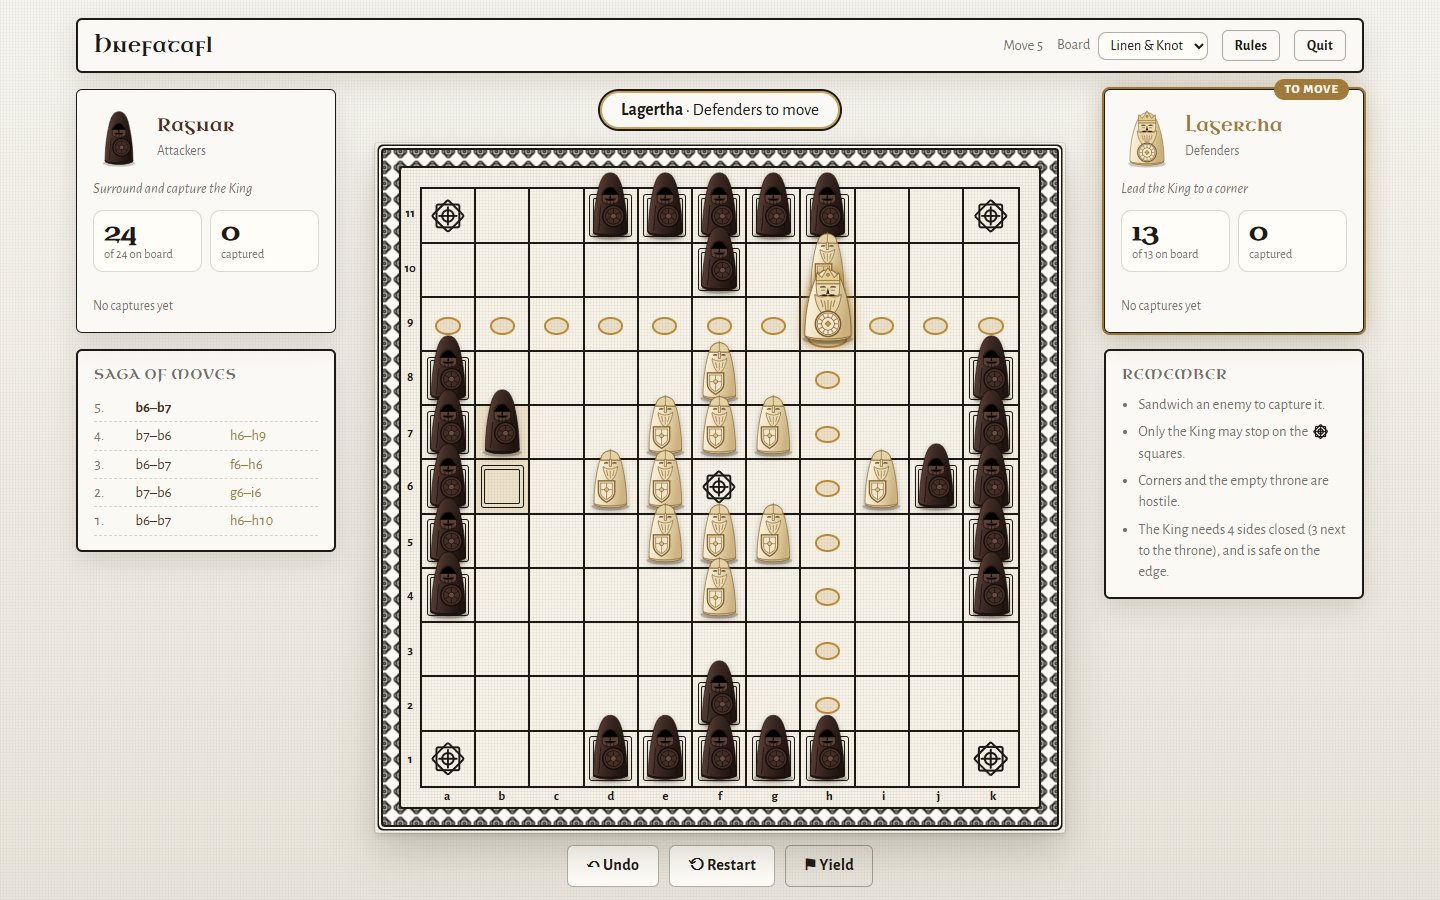 Hnefatafl
Move 5 Board Linen & Knot Rules Quit
Ragnar
Attackers
Surround and capture the King
24
of 24 on board
0
captured
No captures yet
Saga of Moves
5. b6–b7
4. b7–b6 h6–h9
3. b6–b7 f6–h6
2. b7–b6 g6–i6
1. b6–b7 h6–h10
Lagertha · Defenders to move
11
10
9
8
7
6
5
4
3
2
1
a b c d e f g h i j k
Undo Restart Yield
TO MOVE
Lagertha
Defenders
Lead the King to a corner
13
of 13 on board
0
captured
No captures yet
Remember
• Sandwich an enemy to capture it.
• Only the King may stop on the
squares.
• Corners and the empty throne are
hostile.
• The King needs 4 sides closed (3 next
to the throne), and is safe on the
edge.